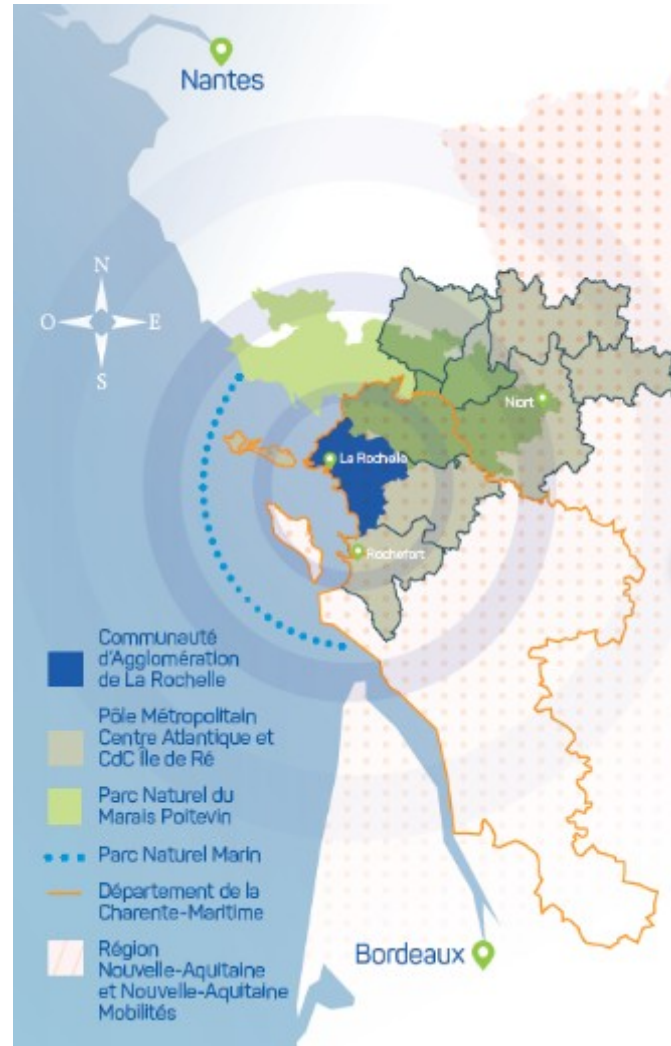 Nantes
N
O
E
S
Niort
La Rochelle
Rochefort
Communauté
d'Agglomération
de La Rochelle
Pôle Métropolitain
Centre Atlantique et
CdC Île de Ré
Parc Naturel du
Marais Poitevin
Parc Naturel Marin
Département de la
Charente-Maritime
Région
Nouvelle-Aquitaine
et Nouvelle-Aquitaine
Mobilités
Bordeaux